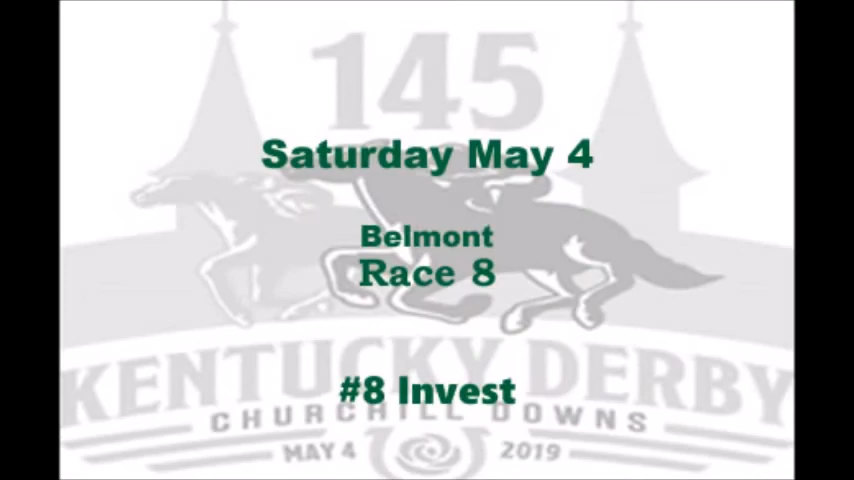 145
Saturday May 4
Belmont
Race 8
KENTUCKY DERBY
#8 Invest
CHURCHILL DOWNS
MAY 4 2019